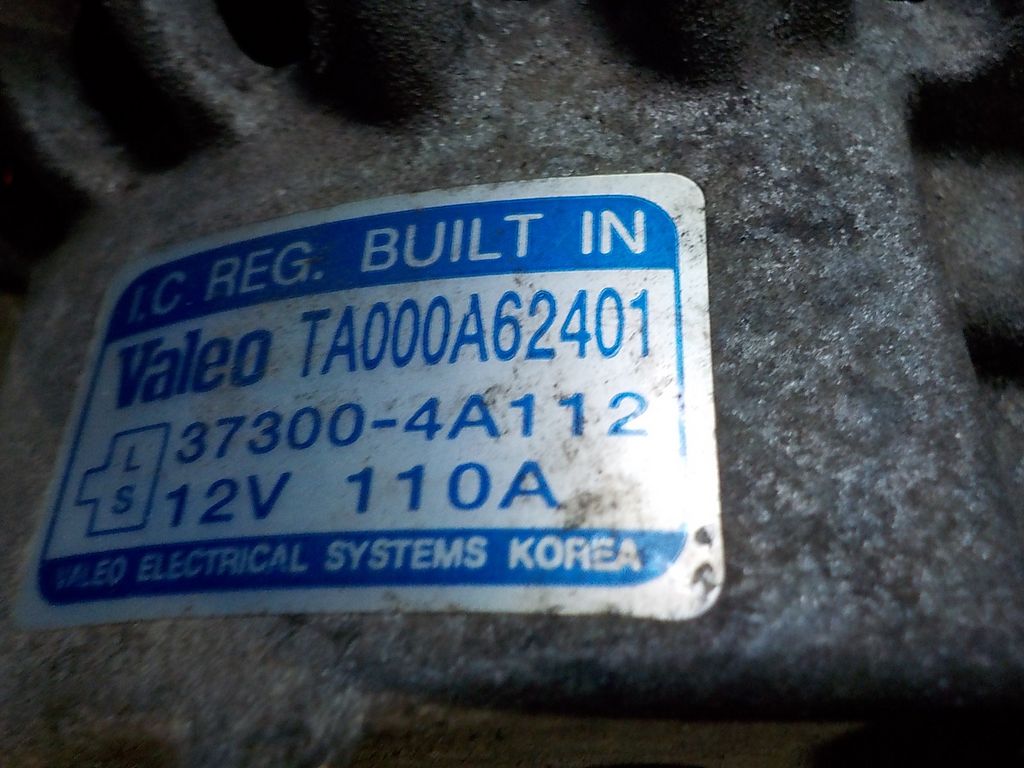 I.C. REG. BUILT IN
Valeo TA000A62401
37300-4A112
L
S
12V 110A
VALEO ELECTRICAL SYSTEMS KOREA